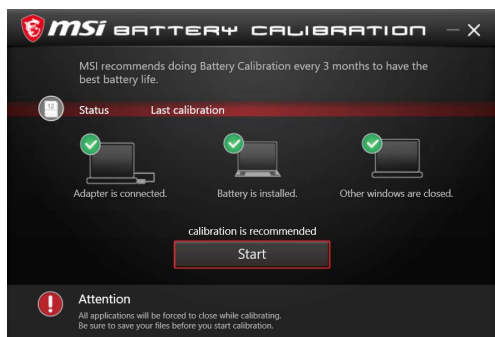 msi BATTERY CALIBRATION
MSI recommends doing Battery Calibration every 3 months to have the
best battery life.
12
Status Last calibration
Adapter is connected. Battery is installed. Other windows are closed.
calibration is recommended
Start
Attention
All applications will be forced to close while calibrating.
Be sure to save your files before you start calibration.